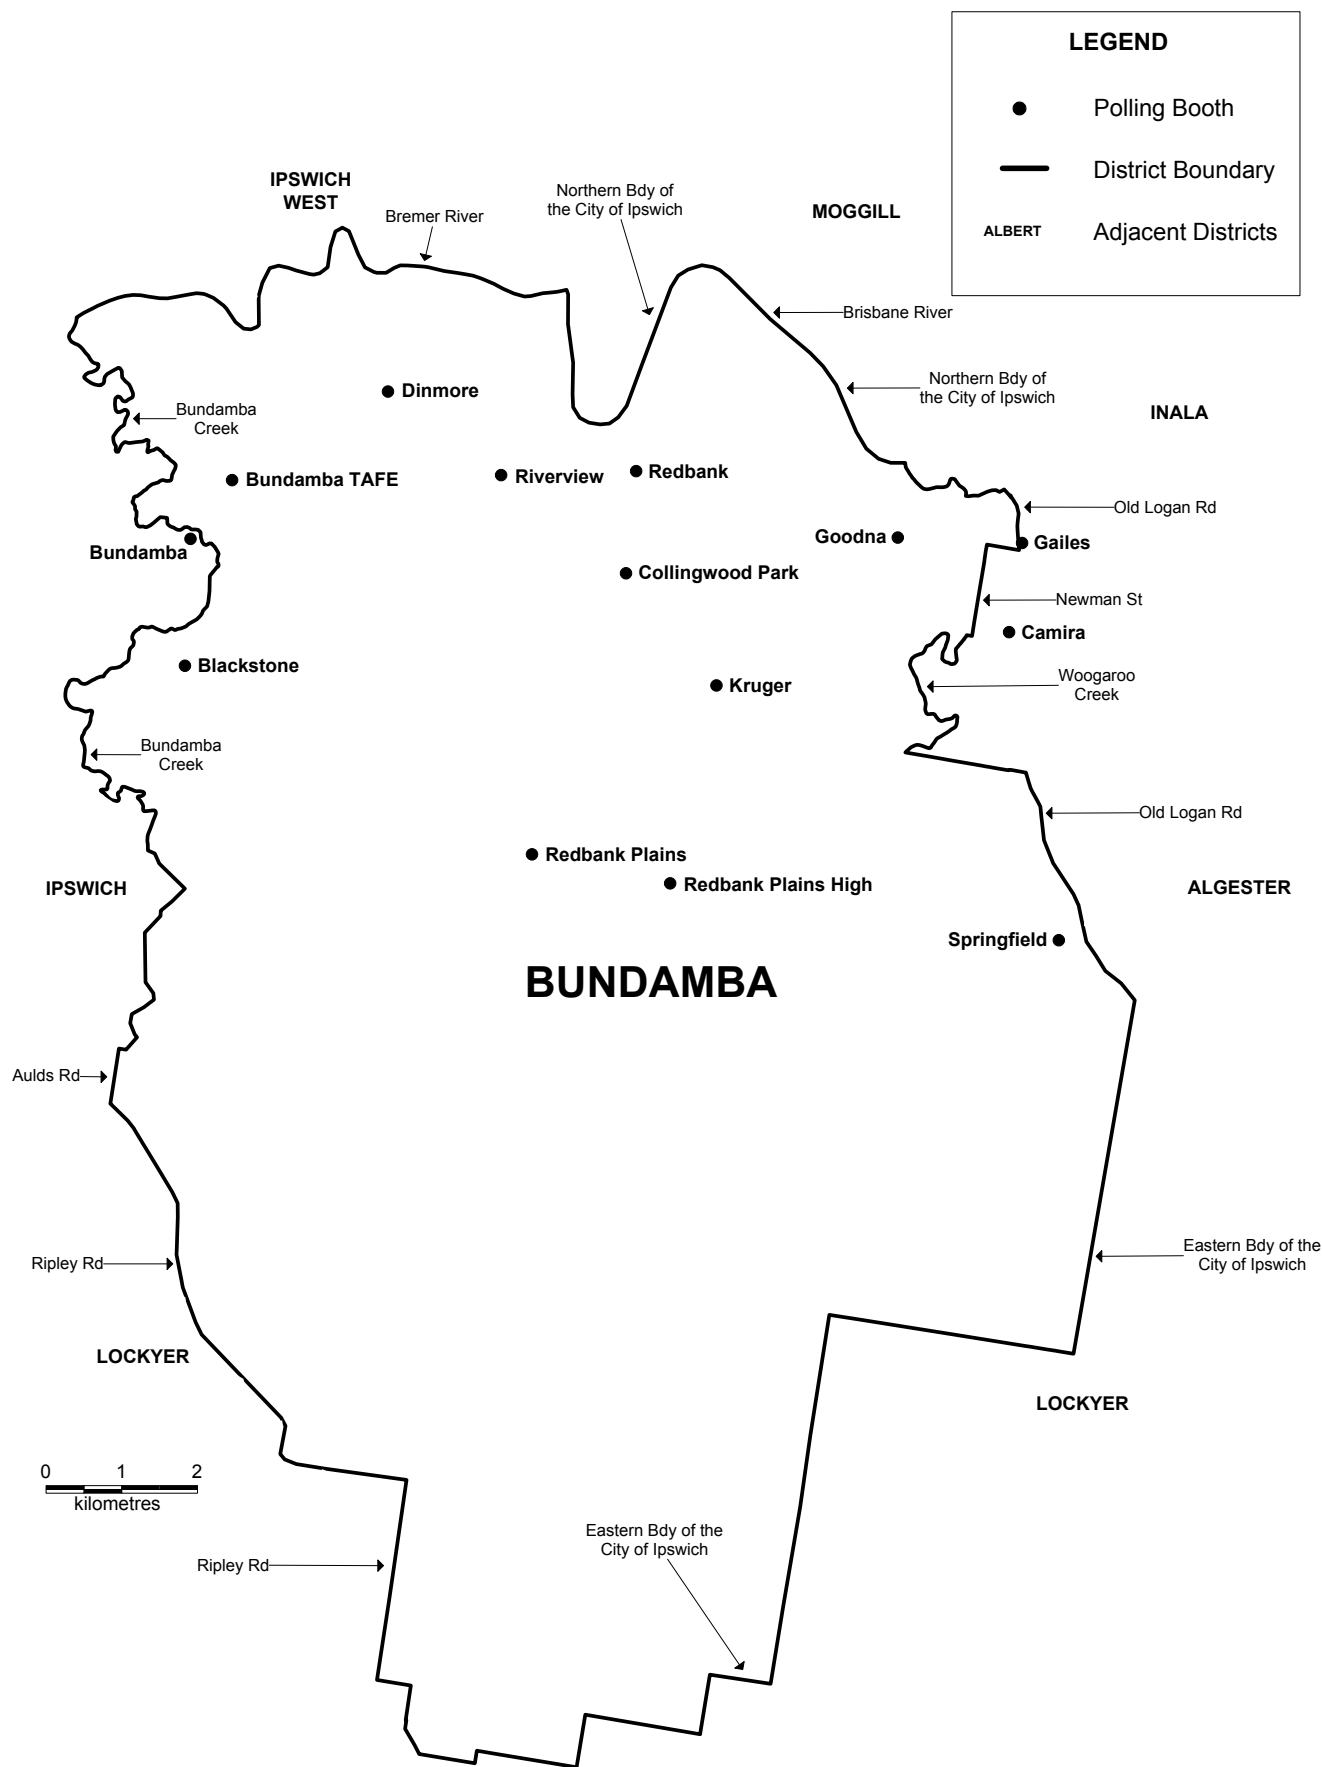 LEGEND
Polling Booth
District Boundary
ALBERT Adjacent Districts
IPSWICH
WEST
Bremer River
Northern Bdy of
the City of Ipswich
MOGGILL
Brisbane River
Northern Bdy of
the City of Ipswich
INALA
Dinmore
Bundamba
Creek
Bundamba TAFE
Riverview
Redbank
Old Logan Rd
Goodna
Gailes
Bundamba
Collingwood Park
Newman St
Camira
Blackstone
Kruger
Woogaroo
Creek
Bundamba
Creek
Old Logan Rd
Redbank Plains
Redbank Plains High
IPSWICH
ALGESTER
Springfield
BUNDAMBA
Aulds Rd
Ripley Rd
Eastern Bdy of the
City of Ipswich
LOCKYER
LOCKYER
0 1 2
kilometres
Eastern Bdy of the
City of Ipswich
Ripley Rd